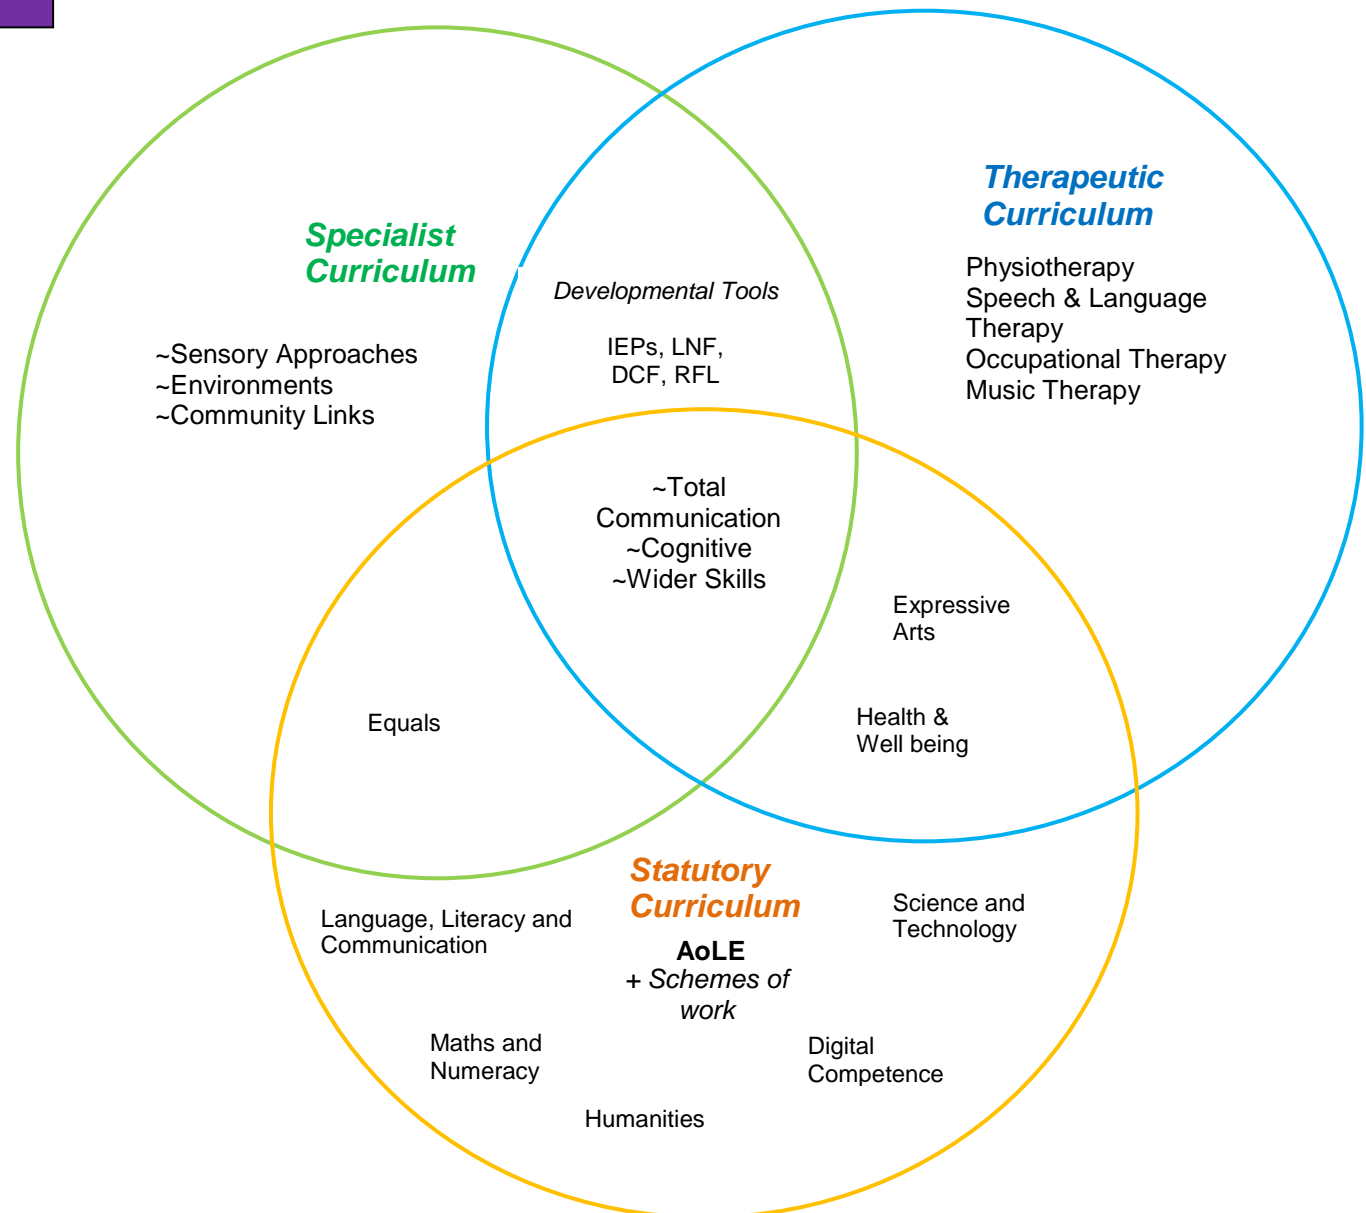 Specialist
Curriculum
~Sensory Approaches
~Environments
~Community Links
Developmental Tools
IEPs, LNF,
DCF, RFL
Therapeutic
Curriculum
Physiotherapy
Speech & Language
Therapy
Occupational Therapy
Music Therapy
~Total
Communication
~Cognitive
~Wider Skills
Expressive
Arts
Health &
Well being
Equals
Statutory
Curriculum
AoLE
+ Schemes of
work
Language, Literacy and
Communication
Science and
Technology
Maths and
Numeracy
Digital
Competence
Humanities